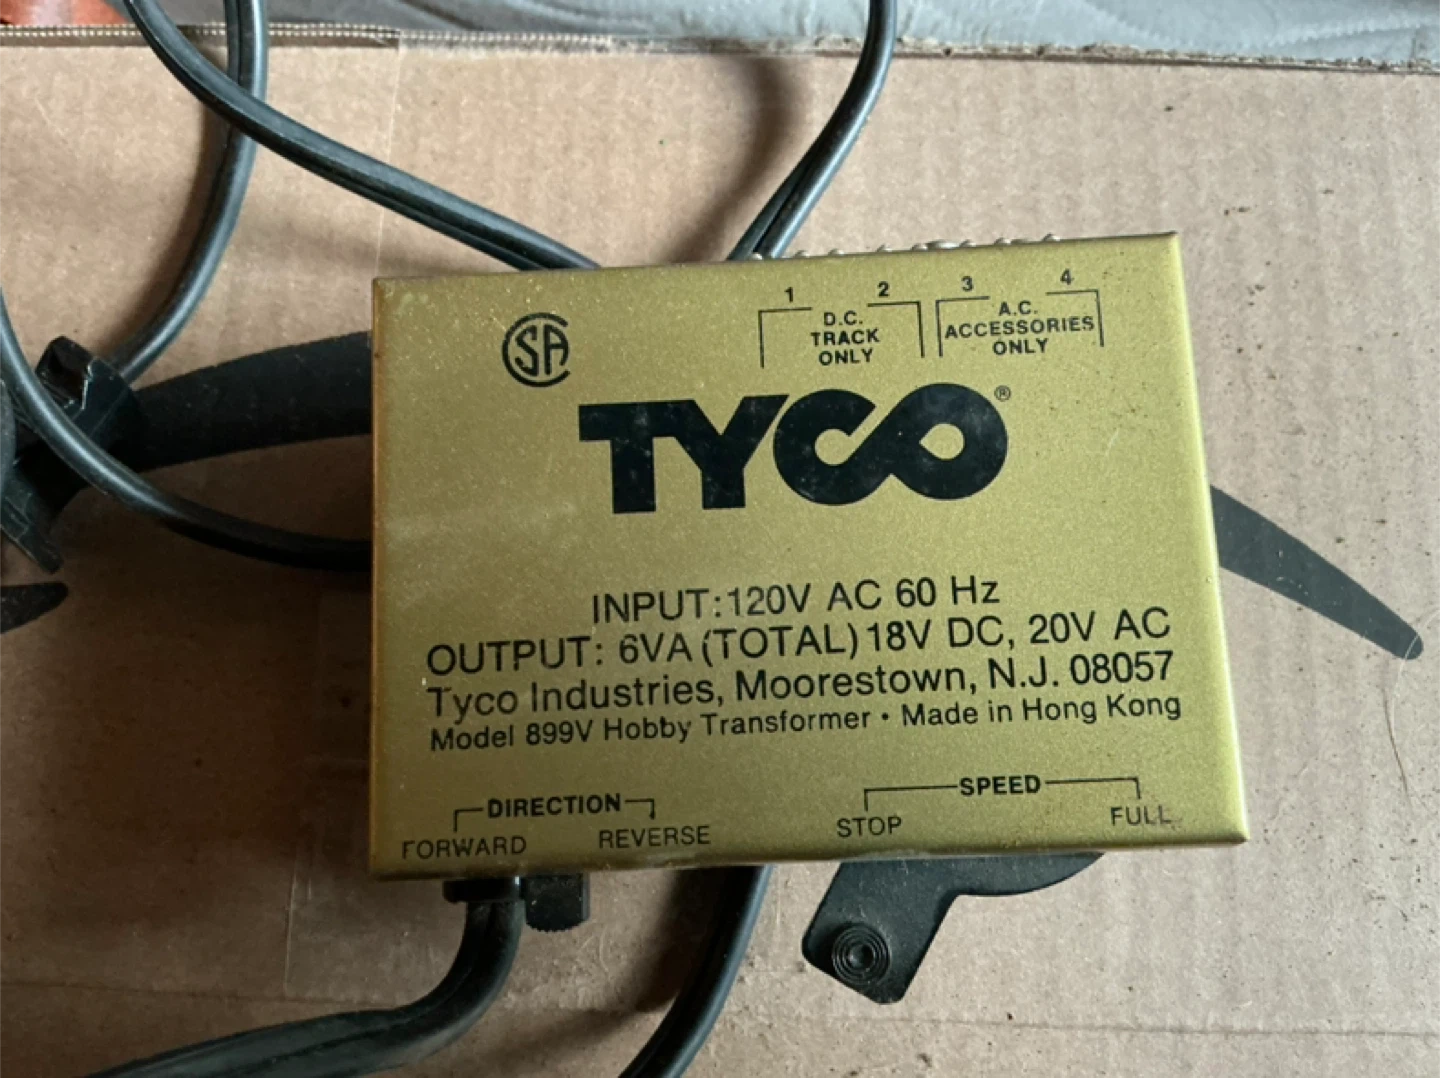 1 2 3 4
D.C. A.C.
TRACK ACCESSORIES
ONLY ONLY
SA
TYCO®
INPUT: 120V AC 60 Hz
OUTPUT: 6VA (TOTAL) 18V DC, 20V AC
Tyco Industries, Moorestown, N.J. 08057
Model 899V Hobby Transformer • Made in Hong Kong
DIRECTION SPEED
FORWARD REVERSE STOP FULL